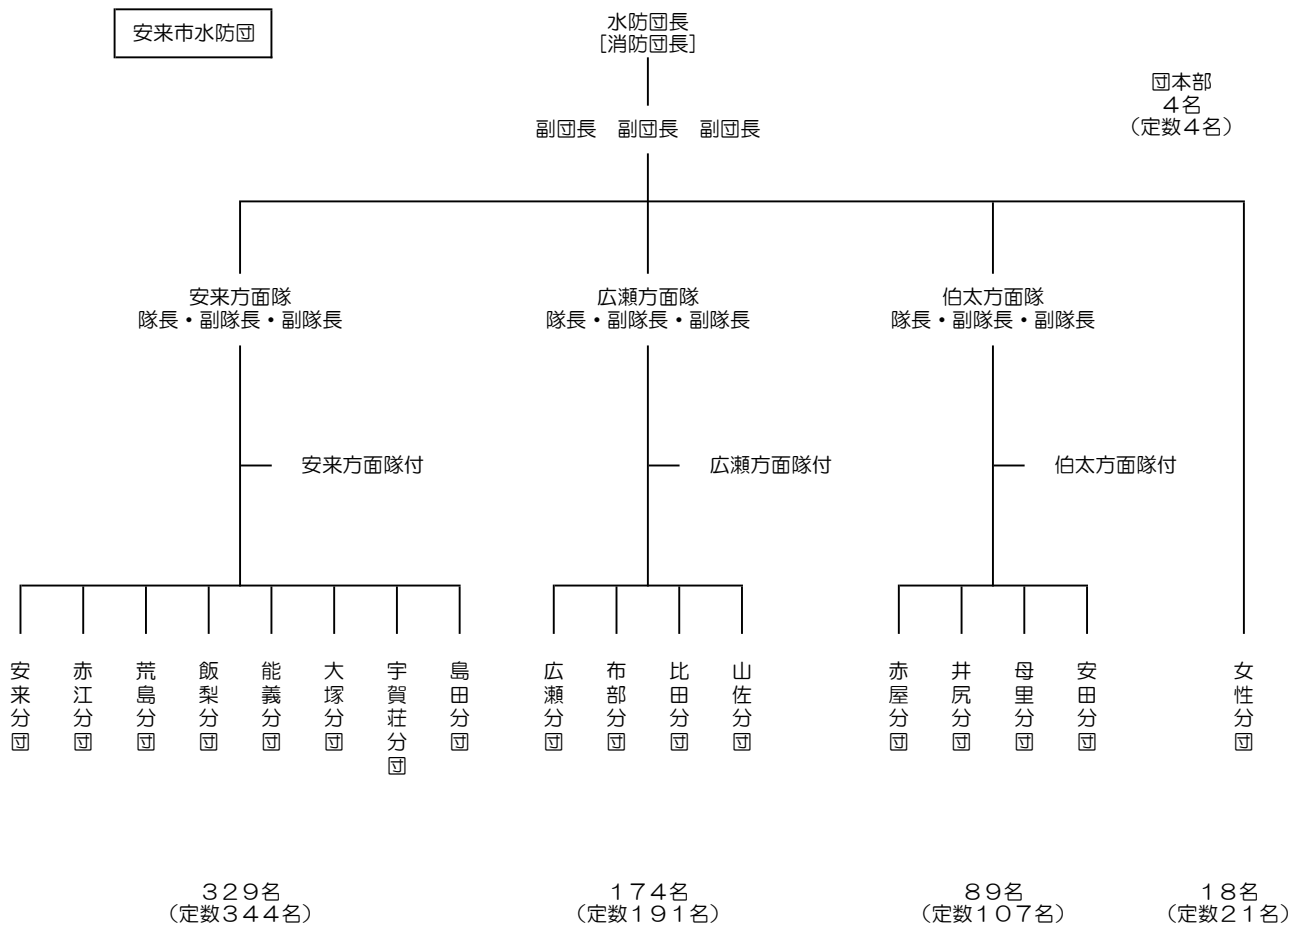 安来市水防団
水防団長
[消防団長]
団本部
４名
（定数４名）
副団長　副団長　副団長
安来方面隊
隊長・副隊長・副隊長
広瀬方面隊
隊長・副隊長・副隊長
伯太方面隊
隊長・副隊長・副隊長
安来方面隊付
広瀬方面隊付
伯太方面隊付
安来分団
赤江分団
荒島分団
飯梨分団
能義分団
大塚分団
宇賀荘分団
島田分団
広瀬分団
布部分団
比田分団
山佐分団
赤屋分団
井尻分団
母里分団
安田分団
女性分団
３２９名
（定数３４４名）
１７４名
（定数１９１名）
８９名
（定数１０７名）
１８名
（定数２１名）